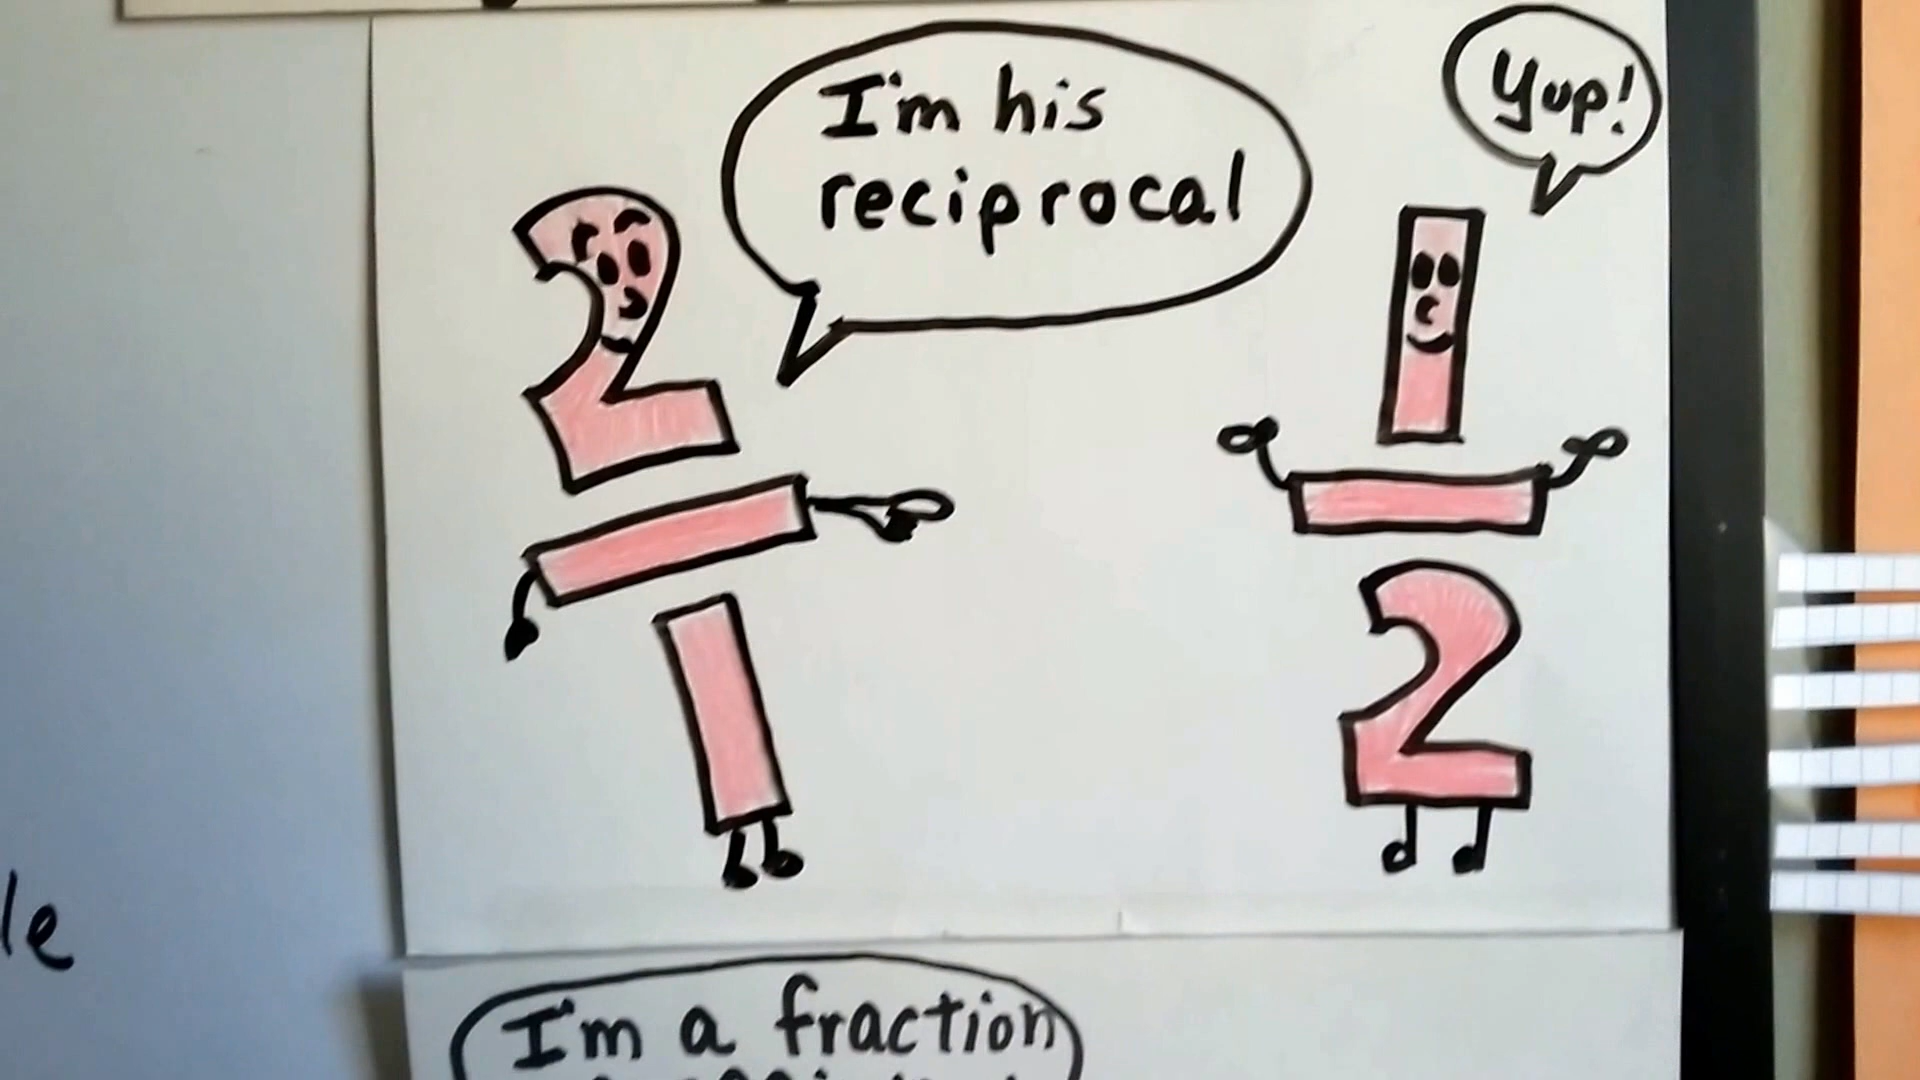 I'm his
reciprocal
Yup!
2
1
1
2
le
I'm a fraction